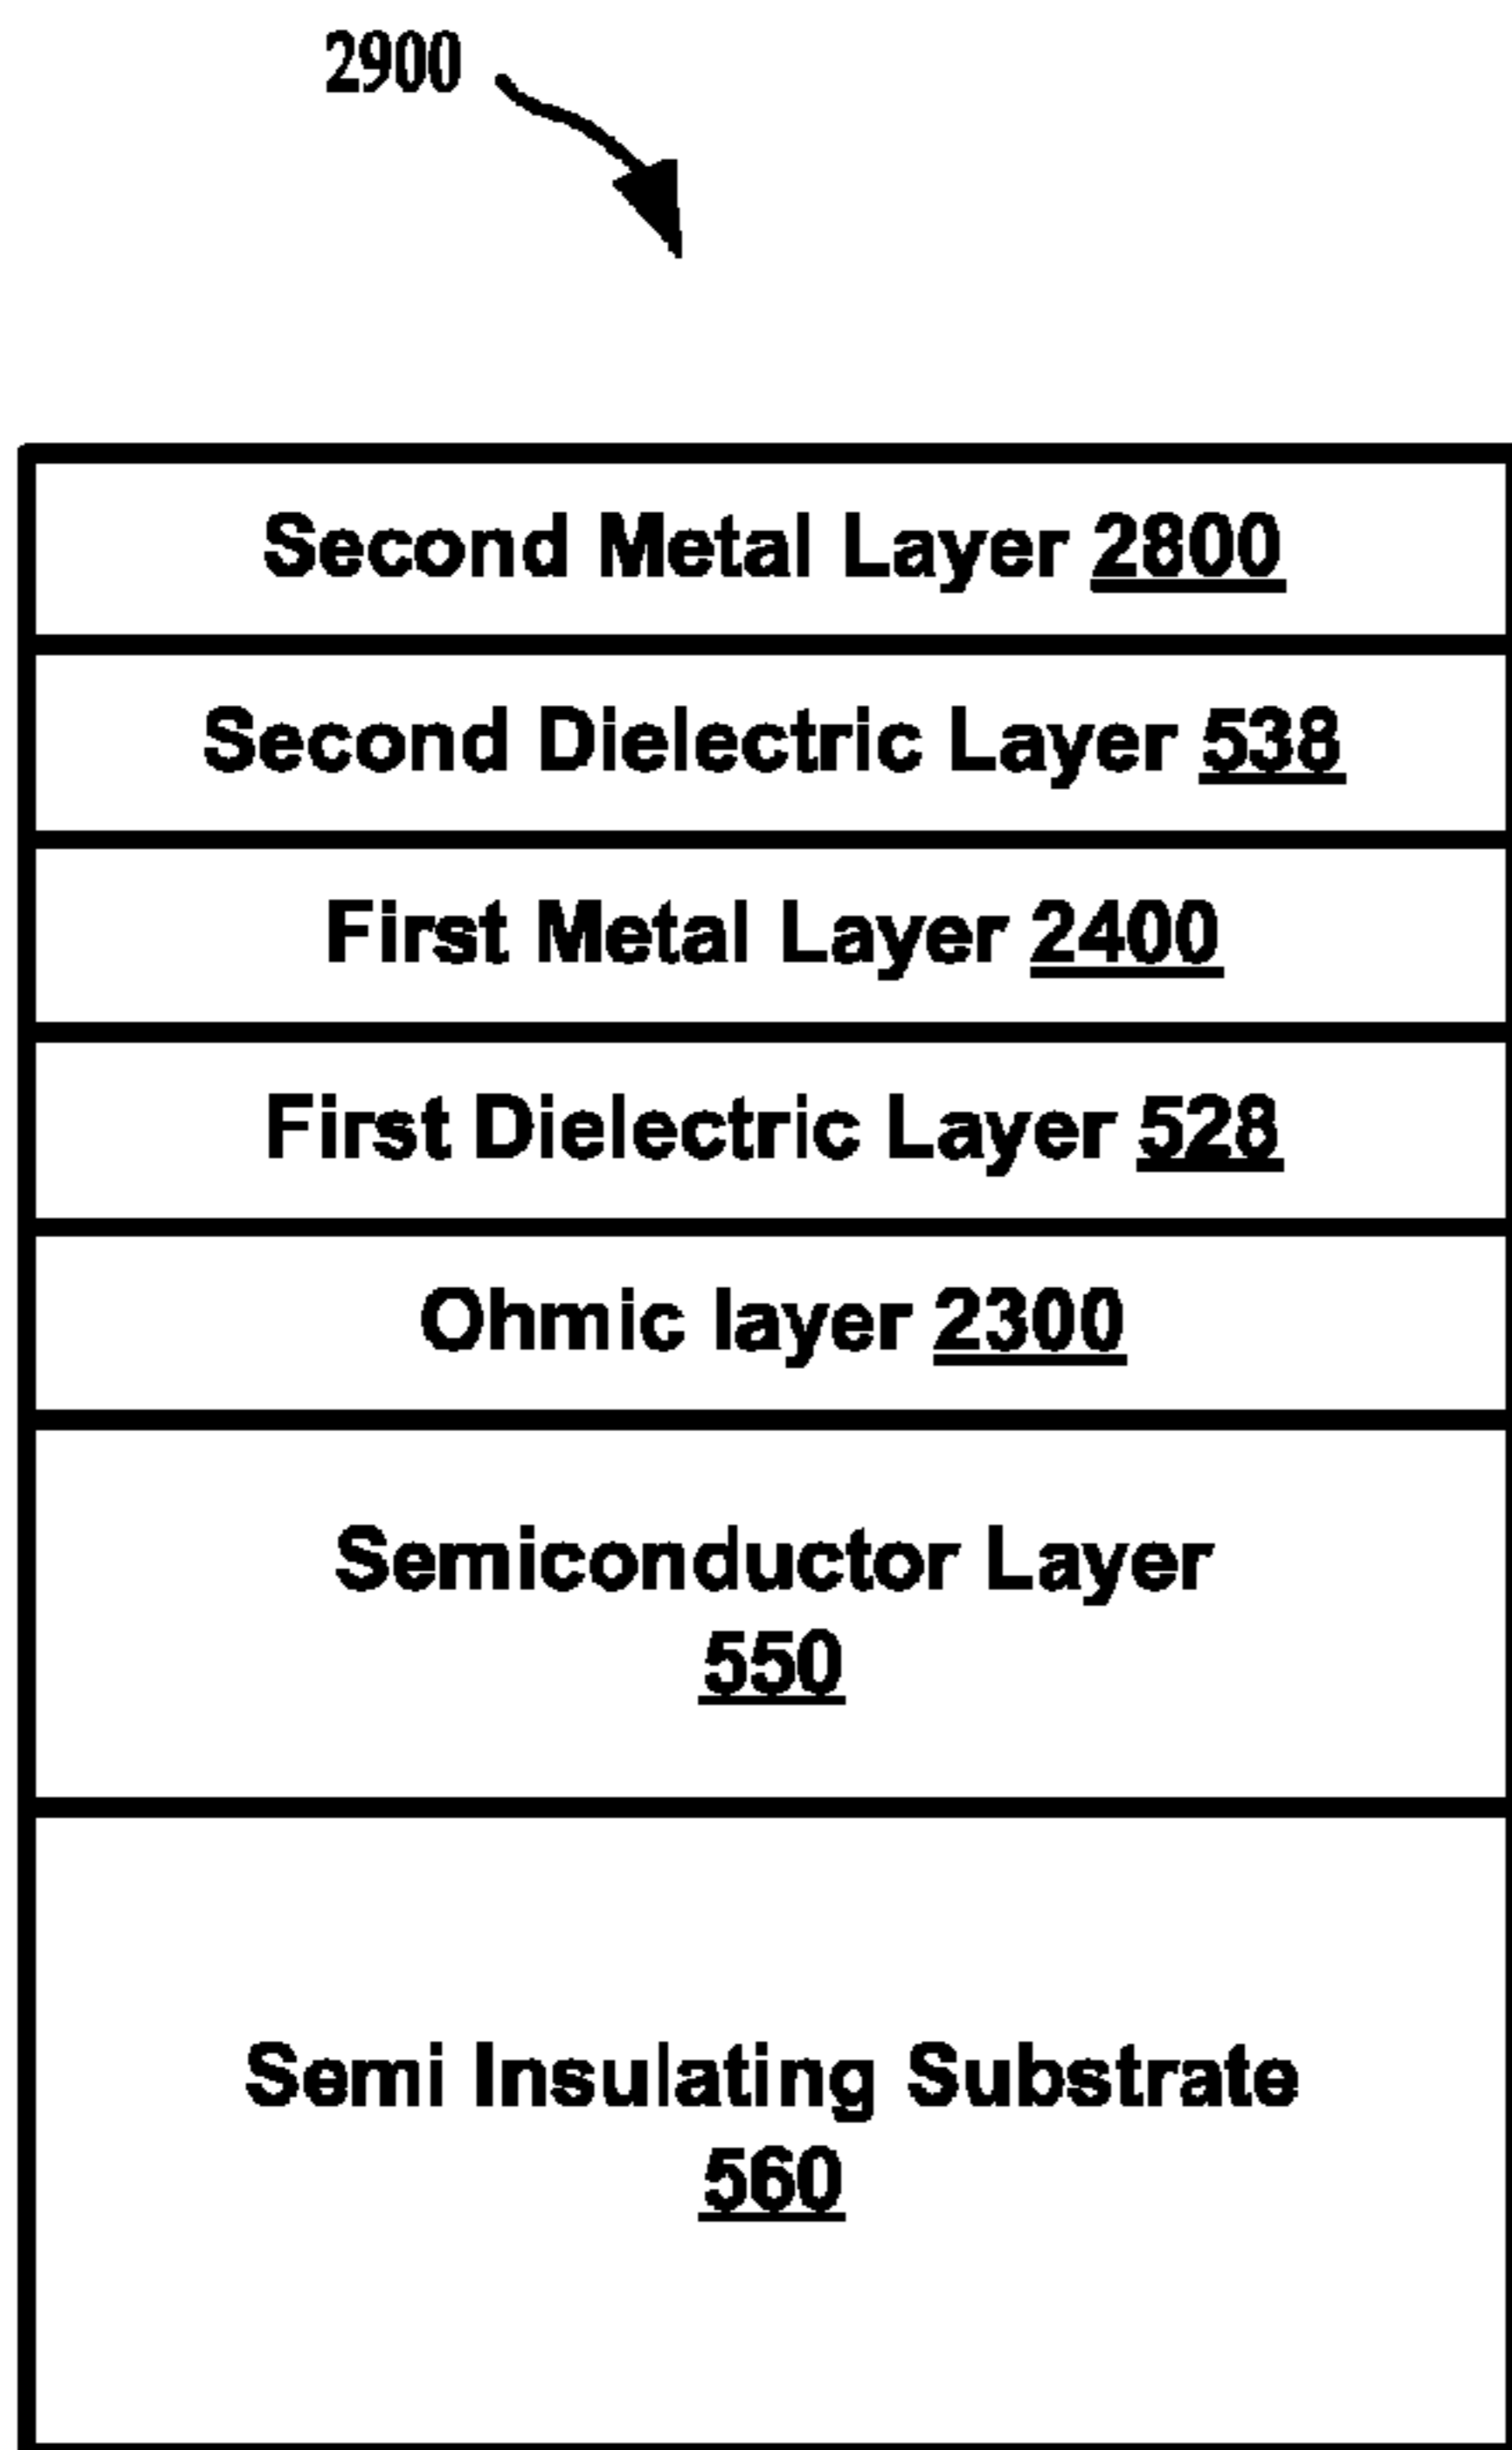 2900
Second Metal Layer 2800
Second Dielectric Layer 538
First Metal Layer 2400
First Dielectric Layer 528
Ohmic layer 2300
Semiconductor Layer
550
Semi Insulating Substrate
560